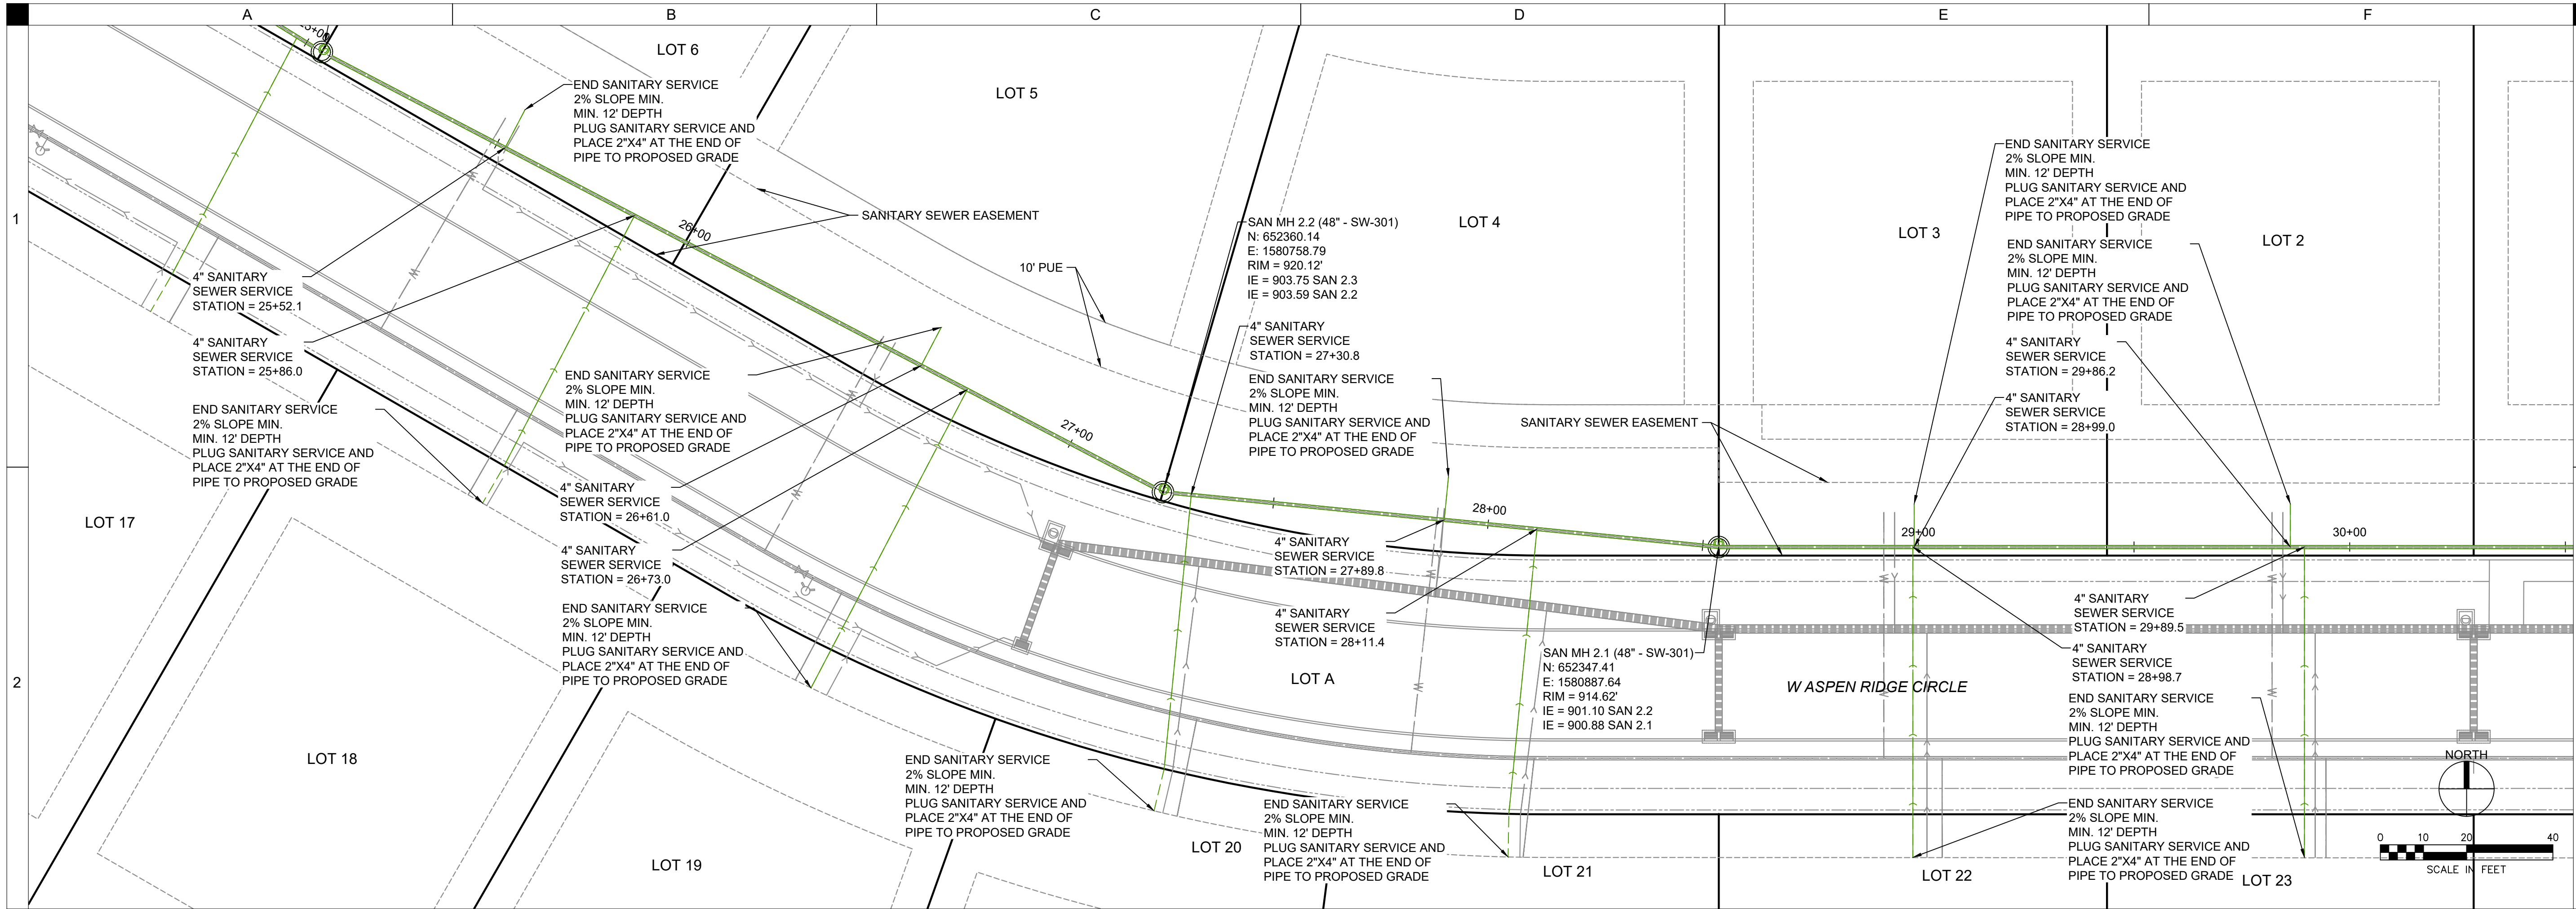 A
B
C
D
E
F
1
2
LOT 6
LOT 5
LOT 4
LOT 3
LOT 2
END SANITARY SERVICE
2% SLOPE MIN.
MIN. 12' DEPTH
PLUG SANITARY SERVICE AND
PLACE 2"X4" AT THE END OF
PIPE TO PROPOSED GRADE
SANITARY SEWER EASEMENT
26+00
10' PUE
4" SANITARY
SEWER SERVICE
STATION = 25+52.1
4" SANITARY
SEWER SERVICE
STATION = 25+86.0
END SANITARY SERVICE
2% SLOPE MIN.
MIN. 12' DEPTH
PLUG SANITARY SERVICE AND
PLACE 2"X4" AT THE END OF
PIPE TO PROPOSED GRADE
END SANITARY SERVICE
2% SLOPE MIN.
MIN. 12' DEPTH
PLUG SANITARY SERVICE AND
PLACE 2"X4" AT THE END OF
PIPE TO PROPOSED GRADE
4" SANITARY
SEWER SERVICE
STATION = 26+61.0
4" SANITARY
SEWER SERVICE
STATION = 26+73.0
END SANITARY SERVICE
2% SLOPE MIN.
MIN. 12' DEPTH
PLUG SANITARY SERVICE AND
PLACE 2"X4" AT THE END OF
PIPE TO PROPOSED GRADE
27+00
SAN MH 2.2 (48" - SW-301)
N: 652360.14
E: 1580758.79
RIM = 920.12'
IE = 903.75 SAN 2.3
IE = 903.59 SAN 2.2
4" SANITARY
SEWER SERVICE
STATION = 27+30.8
END SANITARY SERVICE
2% SLOPE MIN.
MIN. 12' DEPTH
PLUG SANITARY SERVICE AND
PLACE 2"X4" AT THE END OF
PIPE TO PROPOSED GRADE
SANITARY SEWER EASEMENT
28+00
4" SANITARY
SEWER SERVICE
STATION = 27+89.8
4" SANITARY
SEWER SERVICE
STATION = 28+11.4
SAN MH 2.1 (48" - SW-301)
N: 652347.41
E: 1580887.64
RIM = 914.62'
IE = 901.10 SAN 2.2
IE = 900.88 SAN 2.1
END SANITARY SERVICE
2% SLOPE MIN.
MIN. 12' DEPTH
PLUG SANITARY SERVICE AND
PLACE 2"X4" AT THE END OF
PIPE TO PROPOSED GRADE
END SANITARY SERVICE
2% SLOPE MIN.
MIN. 12' DEPTH
PLUG SANITARY SERVICE AND
PLACE 2"X4" AT THE END OF
PIPE TO PROPOSED GRADE
4" SANITARY
SEWER SERVICE
STATION = 29+86.2
4" SANITARY
SEWER SERVICE
STATION = 28+99.0
29+00
30+00
4" SANITARY
SEWER SERVICE
STATION = 29+89.5
4" SANITARY
SEWER SERVICE
STATION = 28+98.7
W ASPEN RIDGE CIRCLE
END SANITARY SERVICE
2% SLOPE MIN.
MIN. 12' DEPTH
PLUG SANITARY SERVICE AND
PLACE 2"X4" AT THE END OF
PIPE TO PROPOSED GRADE
END SANITARY SERVICE
2% SLOPE MIN.
MIN. 12' DEPTH
PLUG SANITARY SERVICE AND
PLACE 2"X4" AT THE END OF
PIPE TO PROPOSED GRADE
END SANITARY SERVICE
2% SLOPE MIN.
MIN. 12' DEPTH
PLUG SANITARY SERVICE AND
PLACE 2"X4" AT THE END OF
PIPE TO PROPOSED GRADE
END SANITARY SERVICE
2% SLOPE MIN.
MIN. 12' DEPTH
PLUG SANITARY SERVICE AND
PLACE 2"X4" AT THE END OF
PIPE TO PROPOSED GRADE
LOT 17
LOT 18
LOT 19
LOT A
LOT 20
LOT 21
LOT 22
LOT 23
NORTH
0 10 20 40
SCALE IN FEET